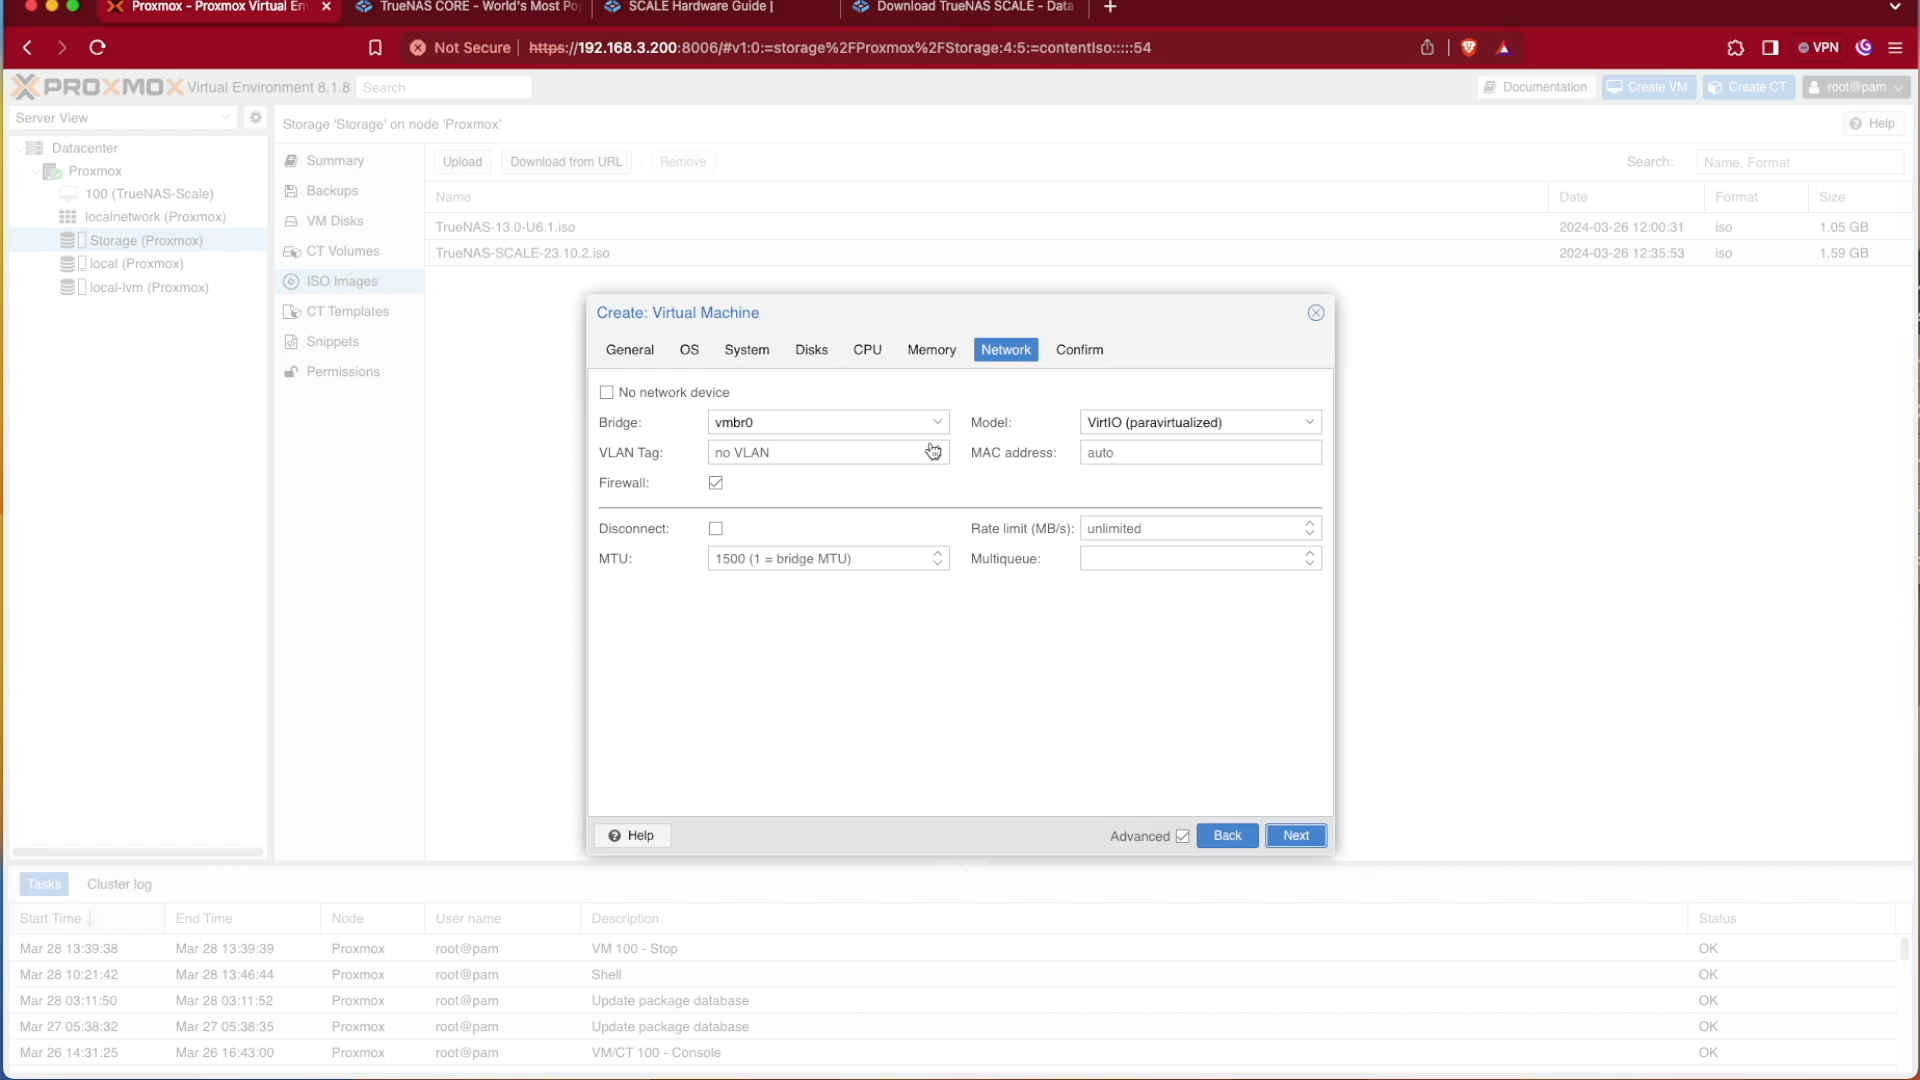 Proxmox - Proxmox Virtual En
TrueNAS CORE - World's Most Po
SCALE Hardware Guide |
Download TrueNAS SCALE - Data
Not Secure https://192.168.3.200:8006/#v1:0:=storage%2FProxmox%2FStorage:4:5:=contentIso:::::54
VPN
PROXMOX Virtual Environment 8.1.8 Search
Documentation Create VM Create CT root@pam
Server View
Storage 'Storage' on node 'Proxmox'
Help
Datacenter
Proxmox
100 (TrueNAS-Scale)
localnetwork (Proxmox)
Storage (Proxmox)
local (Proxmox)
local-lvm (Proxmox)
Summary
Backups
VM Disks
CT Volumes
ISO Images
CT Templates
Snippets
Permissions
Upload Download from URL Remove
Search: Name, Format
Name Date Format Size
TrueNAS-13.0-U6.1.iso 2024-03-26 12:00:31 iso 1.05 GB
TrueNAS-SCALE-23.10.2.iso 2024-03-26 12:35:53 iso 1.59 GB
Create: Virtual Machine
General OS System Disks CPU Memory Network Confirm
No network device
Bridge: vmbr0 Model: VirtIO (paravirtualized)
VLAN Tag: no VLAN MAC address: auto
Firewall:
Disconnect: Rate limit (MB/s): unlimited
MTU: 1500 (1 = bridge MTU) Multiqueue:
Help Advanced Back Next
Tasks Cluster log
Start Time End Time Node User name Description Status
Mar 28 13:39:38 Mar 28 13:39:39 Proxmox root@pam VM 100 - Stop OK
Mar 28 10:21:42 Mar 28 13:46:44 Proxmox root@pam Shell OK
Mar 28 03:11:50 Mar 28 03:11:52 Proxmox root@pam Update package database OK
Mar 27 05:38:32 Mar 27 05:38:35 Proxmox root@pam Update package database OK
Mar 26 14:31:25 Mar 26 16:43:00 Proxmox root@pam VM/CT 100 - Console OK